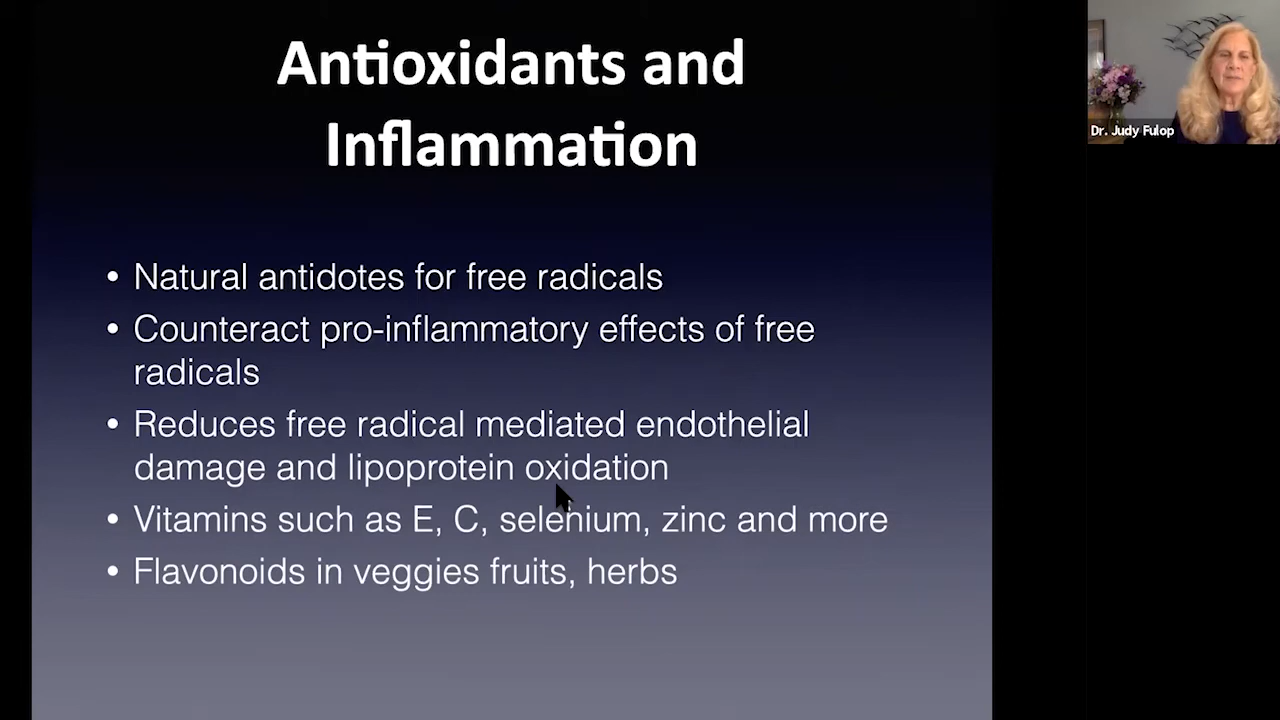 Antioxidants and
Inflammation
• Natural antidotes for free radicals
• Counteract pro-inflammatory effects of free
radicals
• Reduces free radical mediated endothelial
damage and lipoprotein oxidation
• Vitamins such as E, C, selenium, zinc and more
• Flavonoids in veggies fruits, herbs
Dr. Judy Fulop